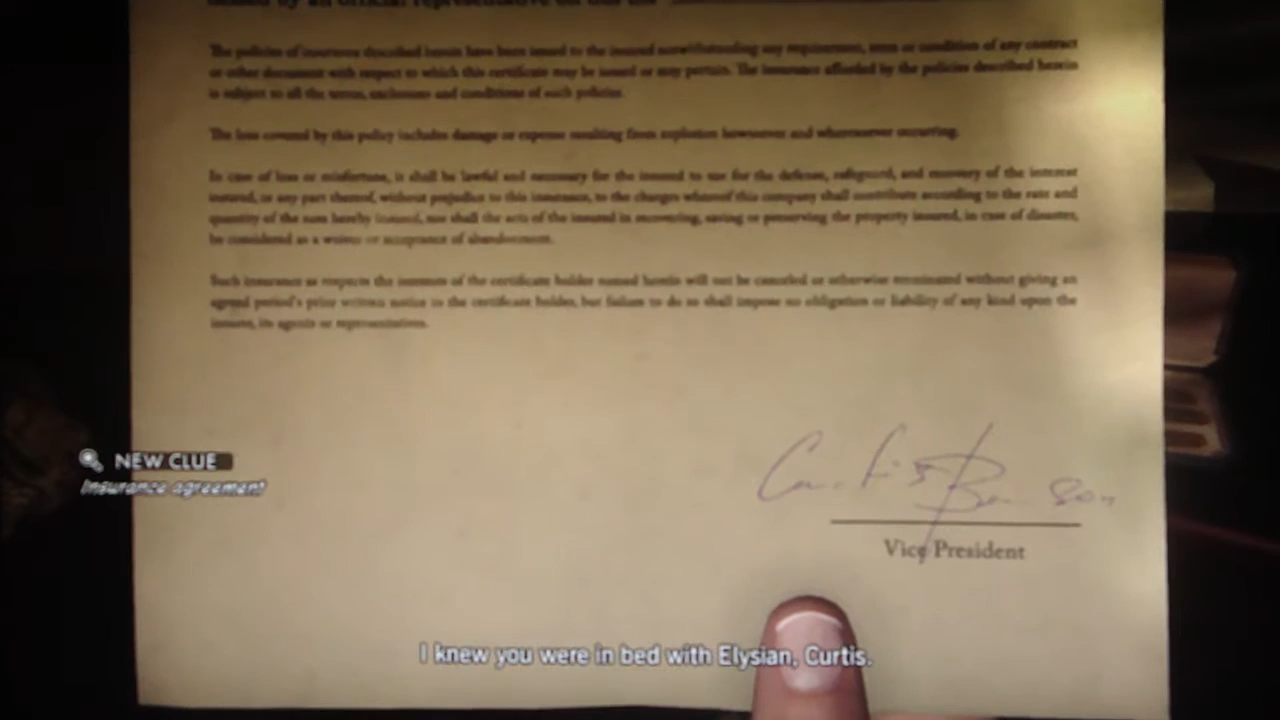 The policies of insurance described herein have been issued to the insured notwithstanding any requirement, term or condition of any contract
or other document with respect to which this certificate may be issued or may pertain. The insurance afforded by the policies described herein
is subject to all the terms, exclusions and conditions of such policies.
The loss covered by this policy includes damage or expense resulting from explosion howsoever and wheresoever occurring.
In case of loss or misfortune, it shall be lawful and necessary for the insured to sue for the defense, safeguard, and recovery of the interest
insured, or any part thereof, without prejudice to this insurance, to the charges whereof this company shall contribute according to the rate and
quantity of the sum hereby insured, nor shall the acts of the insured in recovering, saving or preserving the property insured, in case of disaster,
be considered as a waiver or acceptance of abandonment.
Such insurance as respects the interests of the certificate holder named herein will not be canceled or otherwise terminated without giving an
agreed period's prior written notice to the certificate holder, but failure to do so shall impose no obligation or liability of any kind upon the
insurer, its agents or representatives.
NEW CLUE
Insurance agreement
Curtis Benson
Vice President
I knew you were in bed with Elysian, Curtis.